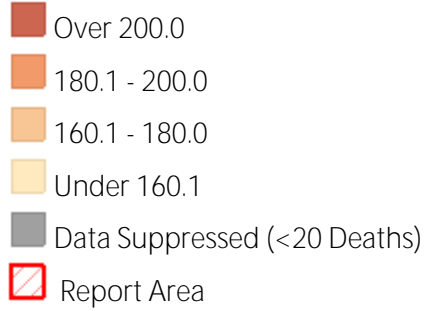 Over 200.0
180.1 - 200.0
160.1 - 180.0
Under 160.1
Data Suppressed (<20 Deaths)
Report Area